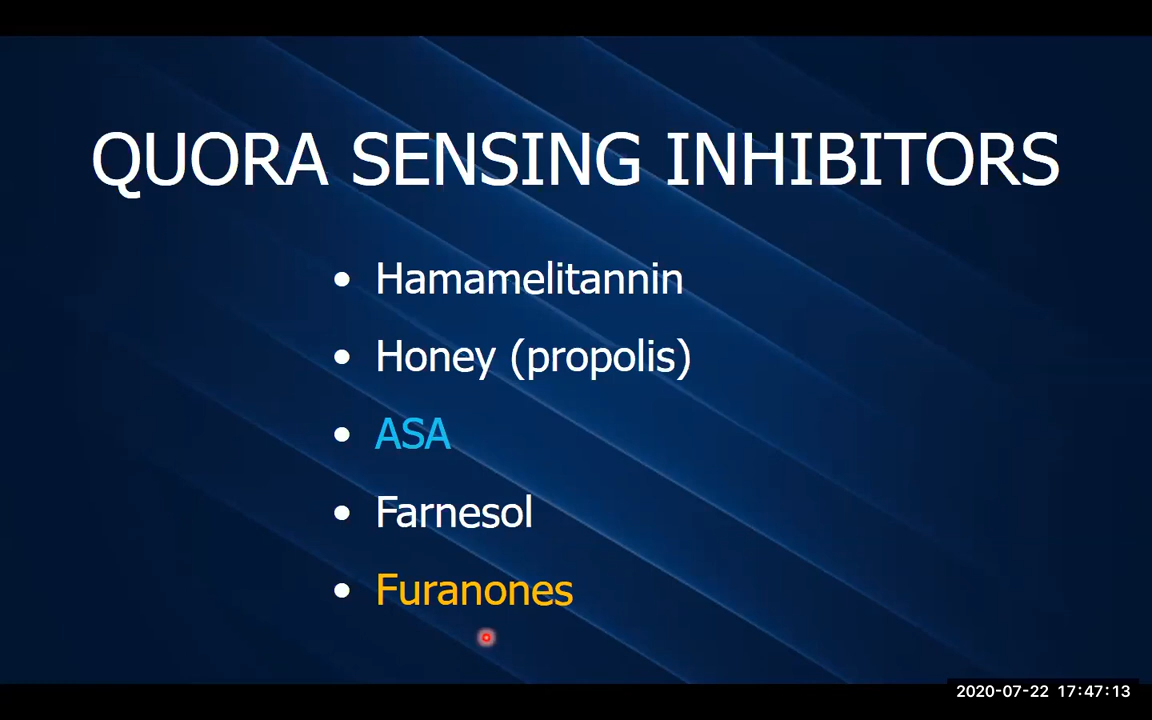 QUORA SENSING INHIBITORS
• Hamamelitannin
• Honey (propolis)
• ASA
• Farnesol
• Furanones
2020-07-22 17:47:13